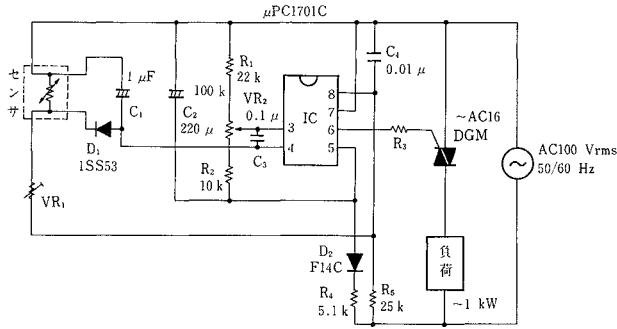 μPC1701C
センサ
1 μF
C₁
D₁
1SS53
VR₁
100 k
C₂
220 μ
R₁
22 k
VR₂
0.1 μ
C₃
R₂
10 k
IC
3
4
8
7
6
5
C₄
0.01 μ
R₃
~AC16
DGM
AC100 Vrms
50/60 Hz
D₂
F14C
R₄
5.1 k
R₅
25 k
負荷
~1 kW